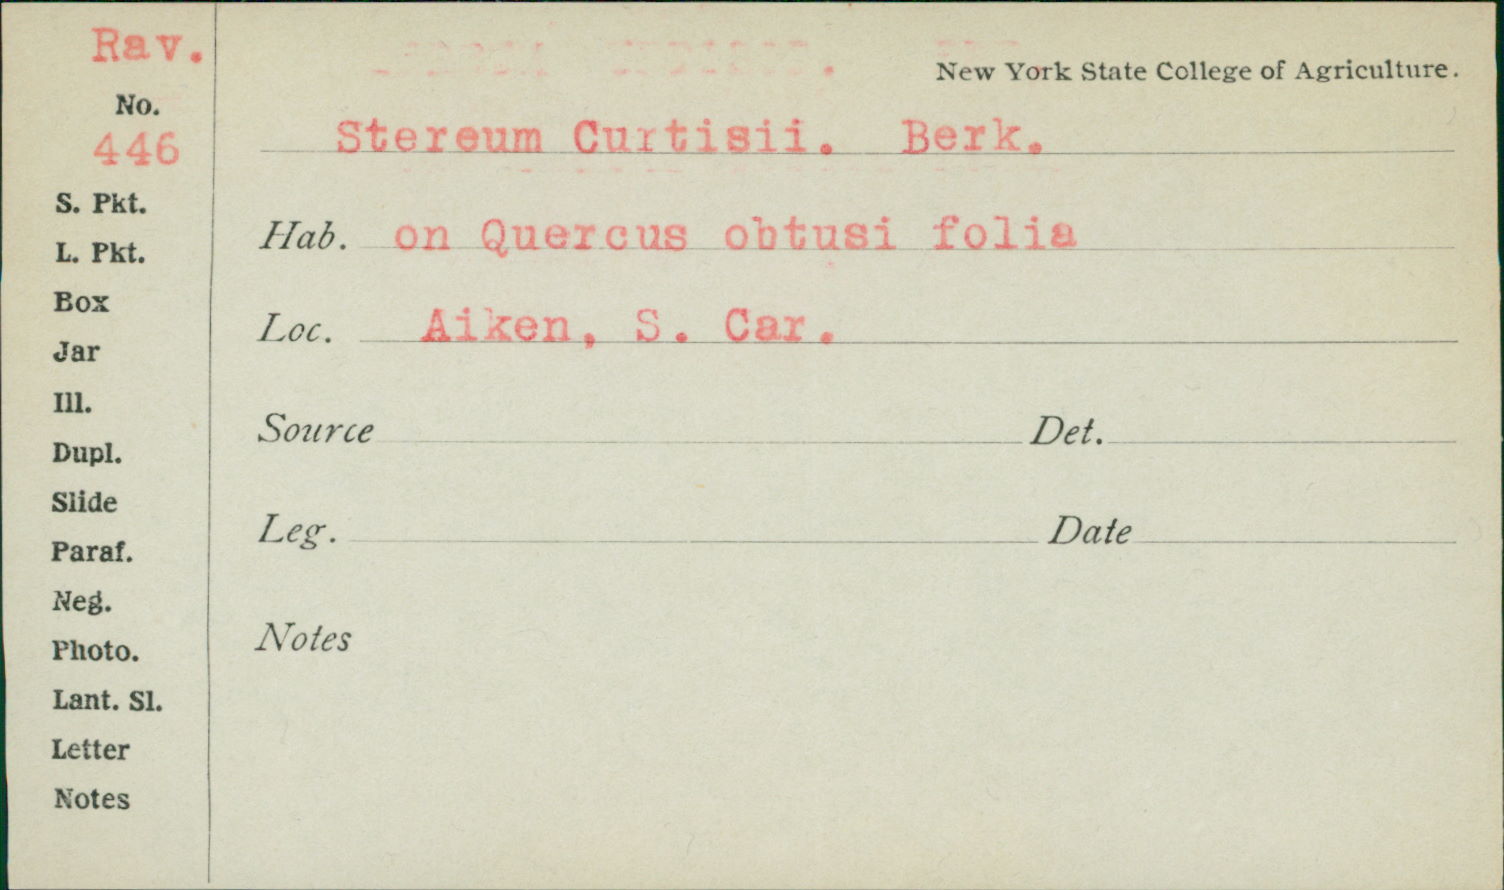 Rav.
No.
446
S. Pkt.
L. Pkt.
Box
Jar
Ill.
Dupl.
Slide
Paraf.
Neg.
Photo.
Lant. Sl.
Letter
Notes
New York State College of Agriculture.
Stereum Curtisii. Berk.
Hab. on Quercus obtusi folia
Loc. Aiken, S. Car.
Source Det.
Leg. Date
Notes